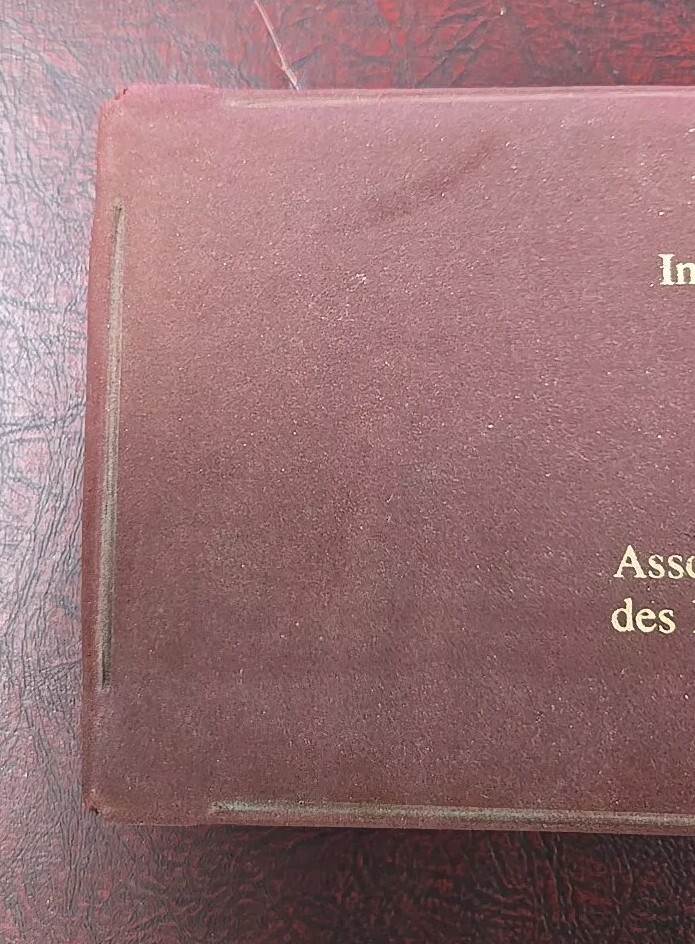 In
Asso
des